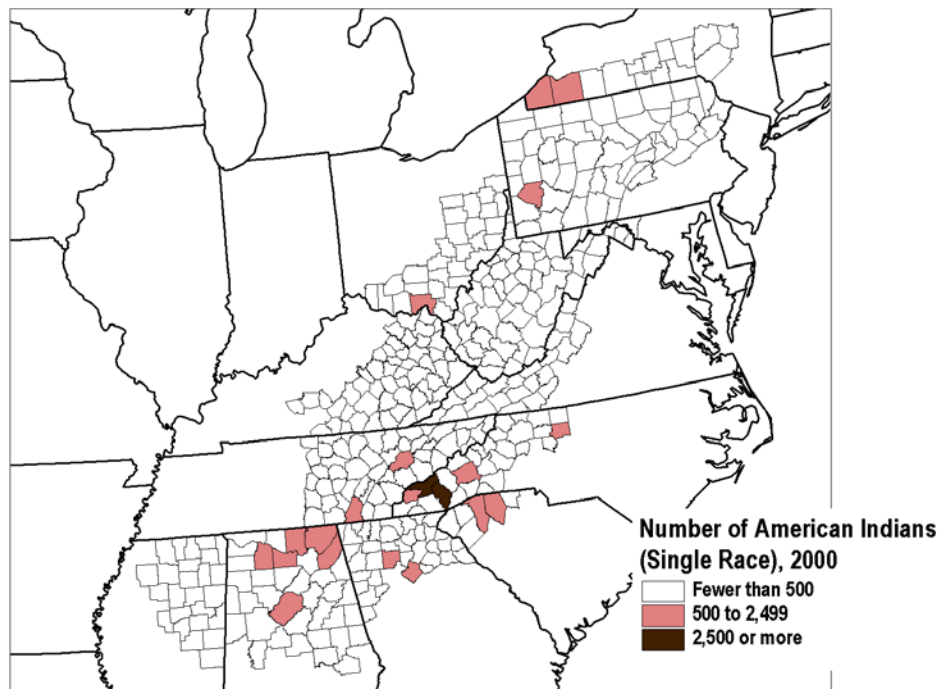 Number of American Indians
(Single Race), 2000
Fewer than 500
500 to 2,499
2,500 or more